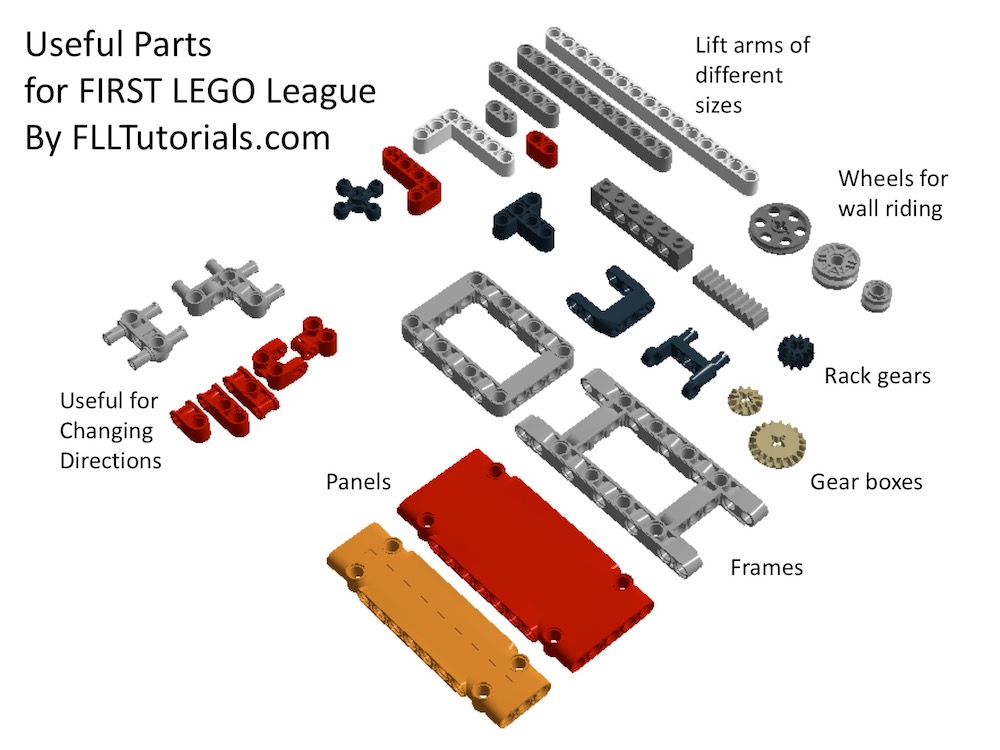 Useful Parts
for FIRST LEGO League
By FLLTutorials.com
Lift arms of
different
sizes
Wheels for
wall riding
Rack gears
Useful for
Changing
Directions
Panels
Gear boxes
Frames